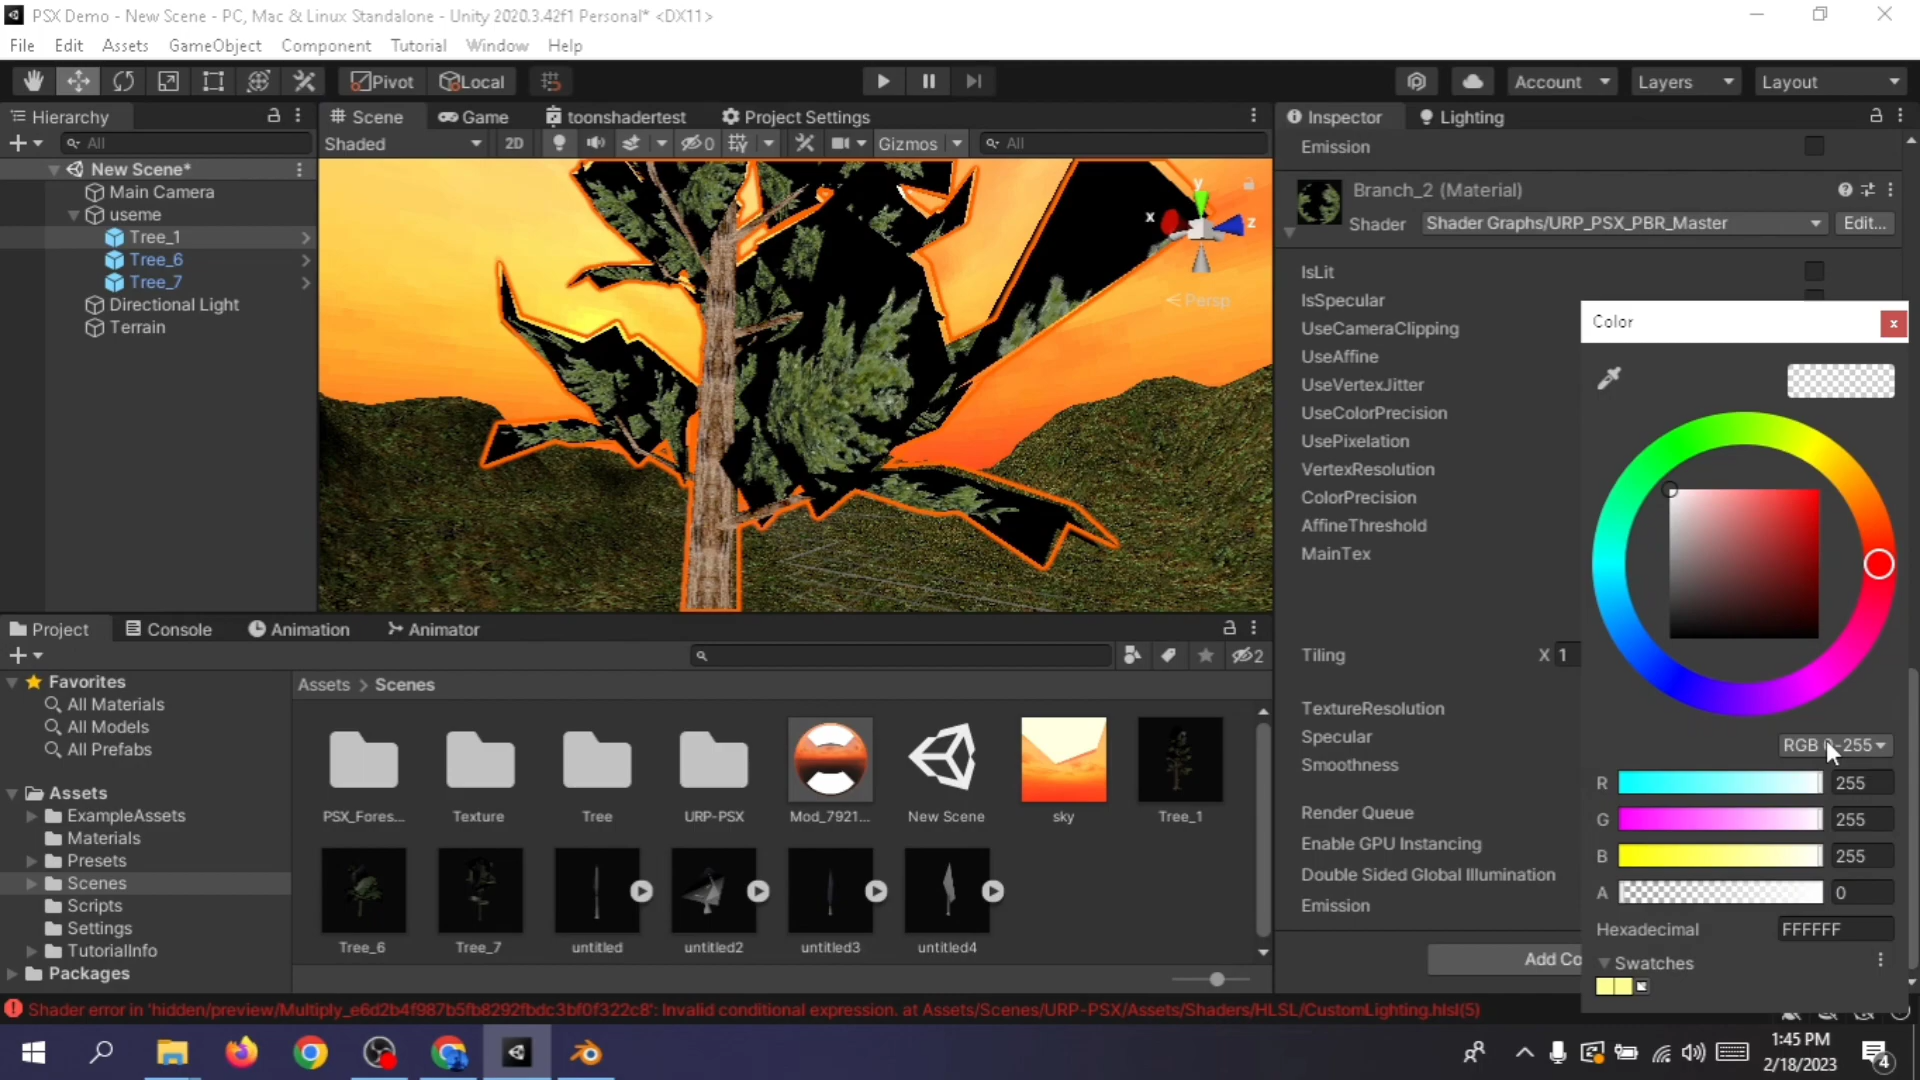 PSX Demo - New Scene - PC, Mac & Linux Standalone - Unity 2020.3.42f1 Personal* <DX11>
File Edit Assets GameObject Component Tutorial Window Help
Pivot Local Account Layers Layout
Hierarchy
All
New Scene*
Main Camera
useme
Tree_1
Tree_6
Tree_7
Directional Light
Terrain
Scene Game toonshadertest Project Settings
Shaded 2D 0 Gizmos All
y
x
z
Persp
Inspector Lighting
Emission
Branch_2 (Material)
Shader Shader Graphs/URP_PSX_PBR_Master Edit...
IsLit
IsSpecular
UseCameraClipping
UseAffine
UseVertexJitter
UseColorPrecision
UsePixelation
VertexResolution
ColorPrecision
AffineThreshold
MainTex
Tiling X 1
TextureResolution
Specular
Smoothness
Render Queue
Enable GPU Instancing
Double Sided Global Illumination
Emission
Add Co
Color
x
RGB 0-255
R 255
G 255
B 255
A 0
Hexadecimal FFFFFF
Swatches
Project Console Animation Animator
2
Favorites
All Materials
All Models
All Prefabs
Assets
ExampleAssets
Materials
Presets
Scenes
Scripts
Settings
TutorialInfo
Packages
Assets > Scenes
PSX_Fores... Texture Tree URP-PSX Mod_7921... New Scene sky Tree_1
Tree_6 Tree_7 untitled untitled2 untitled3 untitled4
Shader error in 'hidden/preview/Multiply_e6d2b4f987b5fb8292fbdc3bf0f322c8': Invalid conditional expression. at Assets/Scenes/URP-PSX/Assets/Shaders/HLSL/CustomLighting.hlsl(5)
1:45 PM
2/18/2023
4